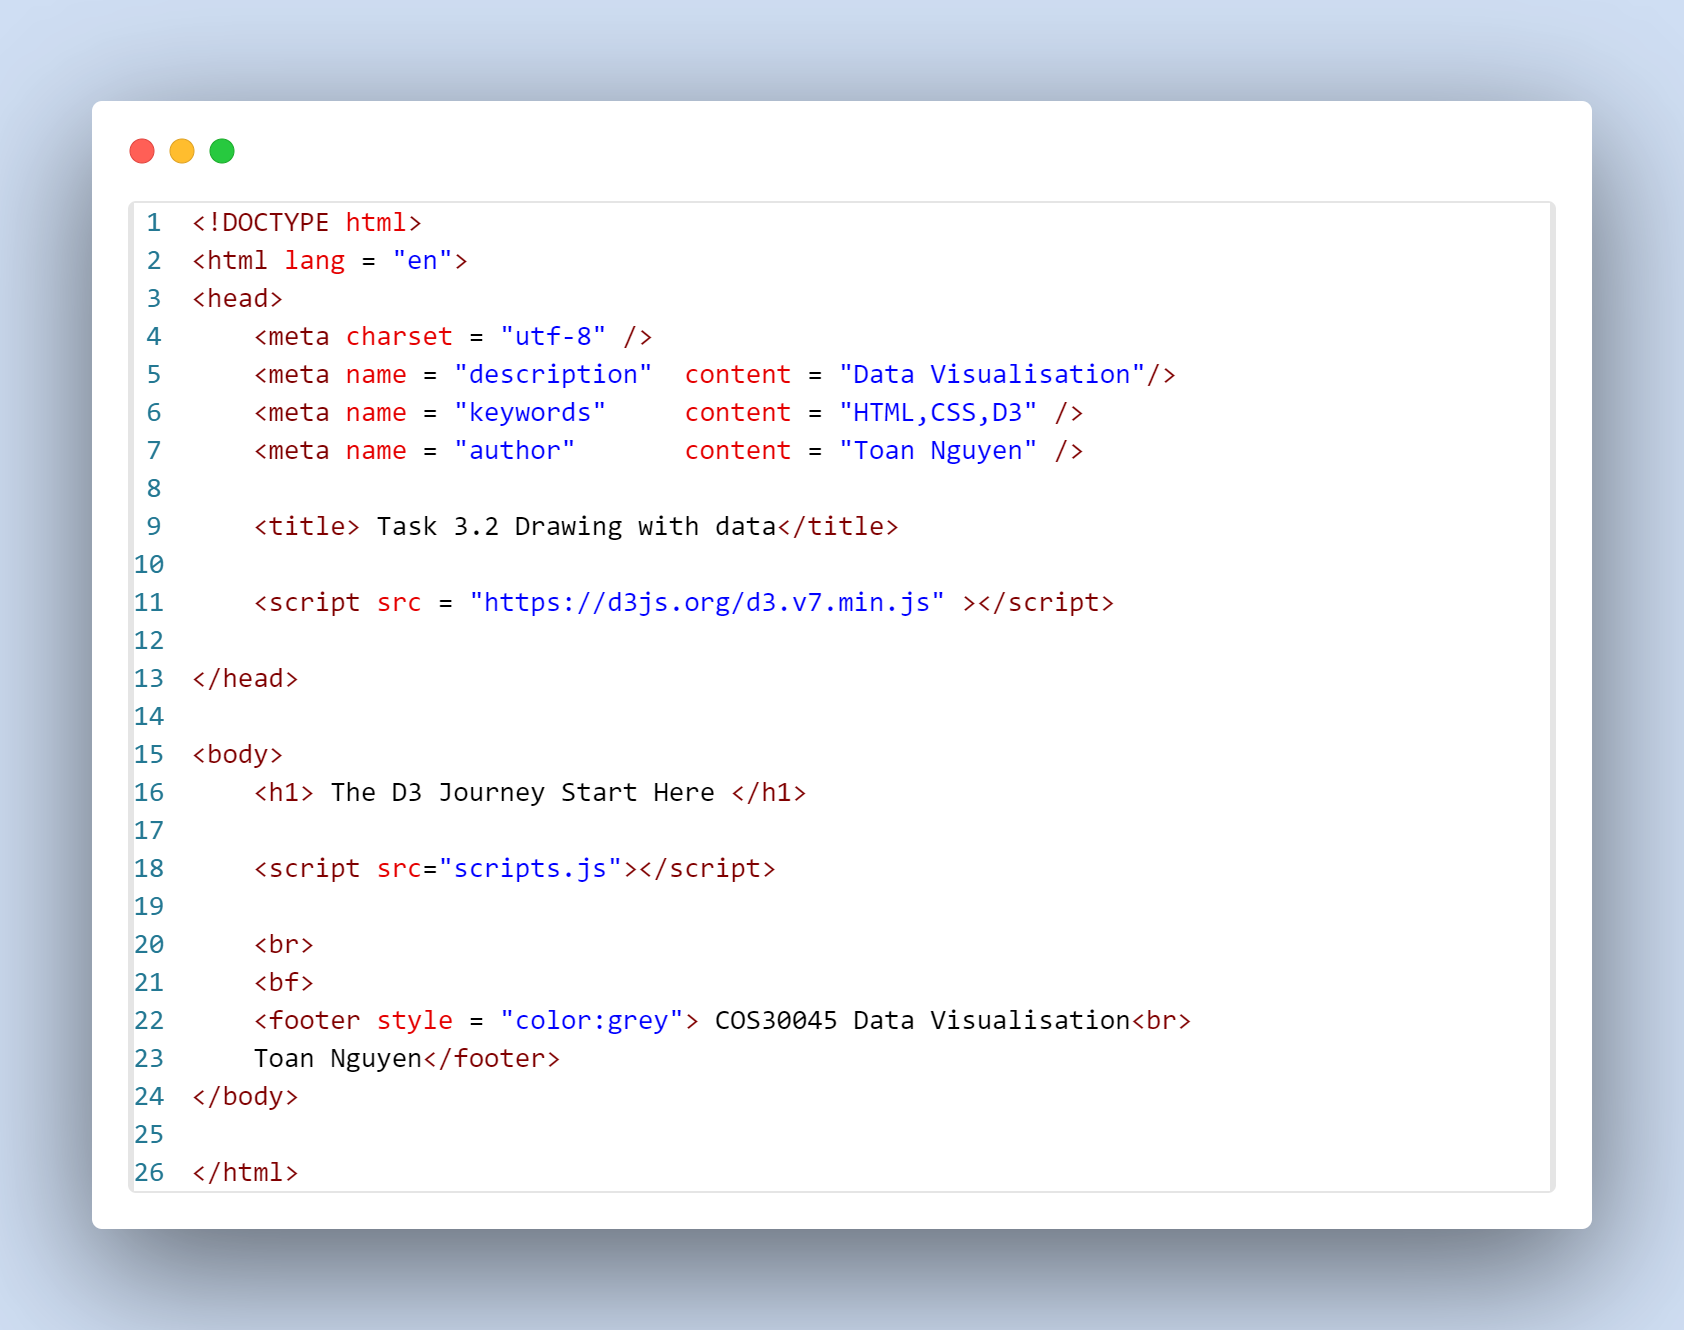 1 <!DOCTYPE html>
2 <html lang = "en">
3 <head>
4     <meta charset = "utf-8" />
5     <meta name = "description"  content = "Data Visualisation"/>
6     <meta name = "keywords"     content = "HTML,CSS,D3" />
7     <meta name = "author"       content = "Toan Nguyen" />
8
9     <title> Task 3.2 Drawing with data</title>
10
11     <script src = "https://d3js.org/d3.v7.min.js" ></script>
12
13 </head>
14
15 <body>
16     <h1> The D3 Journey Start Here </h1>
17
18     <script src="scripts.js"></script>
19
20     <br>
21     <bf>
22     <footer style = "color:grey"> COS30045 Data Visualisation<br>
23     Toan Nguyen</footer>
24 </body>
25
26 </html>